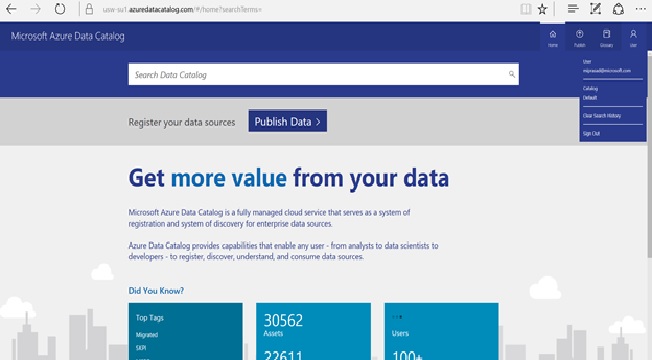 usw-su1.azuredatacatalog.com/#/home?searchTerms=
Microsoft Azure Data Catalog
Home
Publish
Glossary
User
Search Data Catalog
User
Catalog
Default
Clear Search History
Sign Out
Register your data sources
Publish Data
Get more value from your data
Microsoft Azure Data Catalog is a fully managed cloud service that serves as a system of
registration and system of discovery for enterprise data sources.
Azure Data Catalog provides capabilities that enable any user - from analysts to data scientists to
developers - to register, discover, understand, and consume data sources.
Did You Know?
Top Tags
Migrated
SKPI
30562
Assets
22611
Users
100+